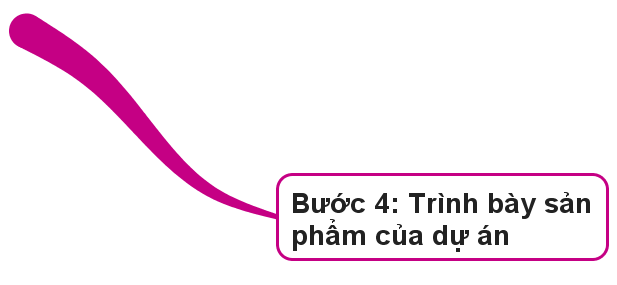 Bước 4: Trình bày sản
phẩm của dự án